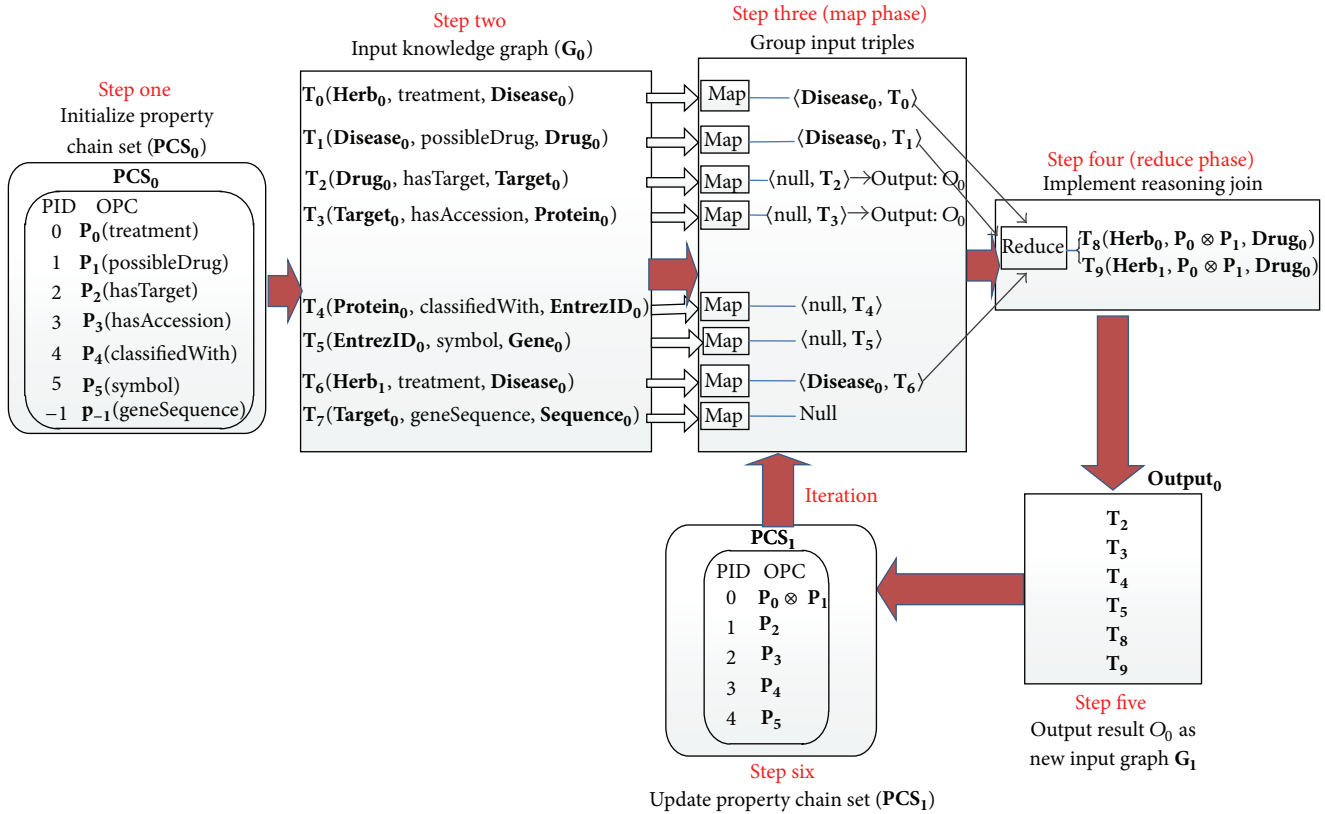 Step one
Initialize property
chain set (PCS₀)
PCS₀
PID OPC
0 P₀(treatment)
1 P₁(possibleDrug)
2 P₂(hasTarget)
3 P₃(hasAccession)
4 P₄(classifiedWith)
5 P₅(symbol)
−1 P₋₁(geneSequence)
Step two
Input knowledge graph (G₀)
T₀(Herb₀, treatment, Disease₀)
T₁(Disease₀, possibleDrug, Drug₀)
T₂(Drug₀, hasTarget, Target₀)
T₃(Target₀, hasAccession, Protein₀)
T₄(Protein₀, classifiedWith, EntrezID₀)
T₅(EntrezID₀, symbol, Gene₀)
T₆(Herb₁, treatment, Disease₀)
T₇(Target₀, geneSequence, Sequence₀)
Step three (map phase)
Group input triples
Map ⟨Disease₀, T₀⟩
Map ⟨Disease₀, T₁⟩
Map ⟨null, T₂⟩→Output: O₀
Map ⟨null, T₃⟩→Output: O₀
Map ⟨null, T₄⟩
Map ⟨null, T₅⟩
Map ⟨Disease₀, T₆⟩
Map Null
Step four (reduce phase)
Implement reasoning join
Reduce
T₈(Herb₀, P₀ ⊗ P₁, Drug₀)
T₉(Herb₁, P₀ ⊗ P₁, Drug₀)
Output₀
T₂
T₃
T₄
T₅
T₈
T₉
Step five
Output result O₀ as
new input graph G₁
Iteration
PCS₁
PID OPC
0 P₀ ⊗ P₁
1 P₂
2 P₃
3 P₄
4 P₅
Step six
Update property chain set (PCS₁)